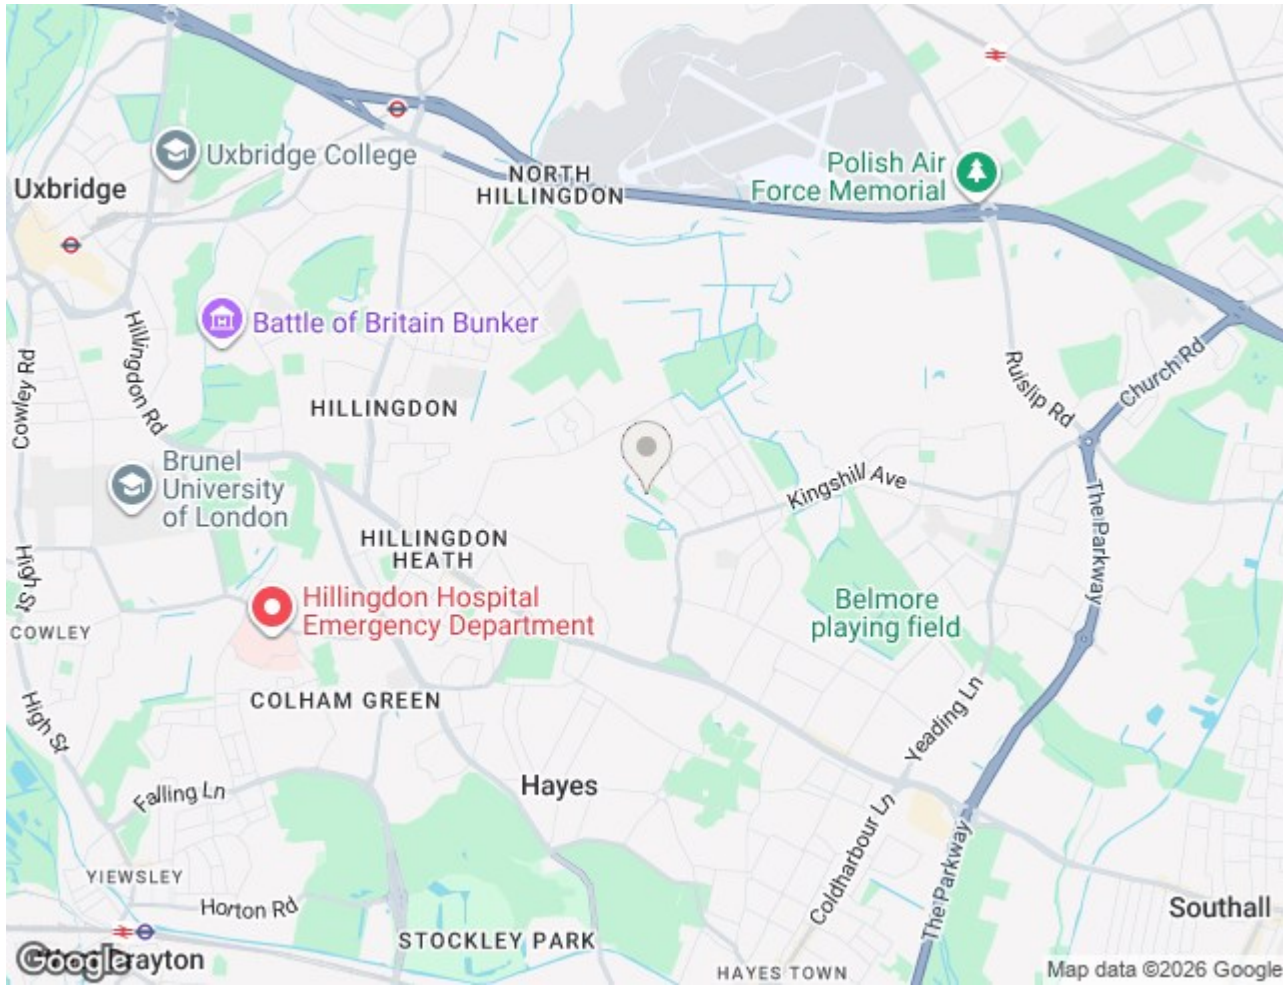 Uxbridge College
Uxbridge
NORTH
HILLINGDON
Polish Air
Force Memorial
Battle of Britain Bunker
Hillingdon Rd
Cowley Rd
HILLINGDON
Ruislip Rd
Church Rd
Brunel
University
of London
Kingshill Ave
The Parkway
HILLINGDON
HEATH
High St
COWLEY
Hillingdon Hospital
Emergency Department
Belmore
playing field
COLHAM GREEN
High St
Yeading Ln
Falling Ln
Hayes
Coldharbour Ln
The Parkway
YIEWSLEY
Horton Rd
Southall
STOCKLEY PARK
Google
Drayton
HAYES TOWN
Map data ©2026 Google